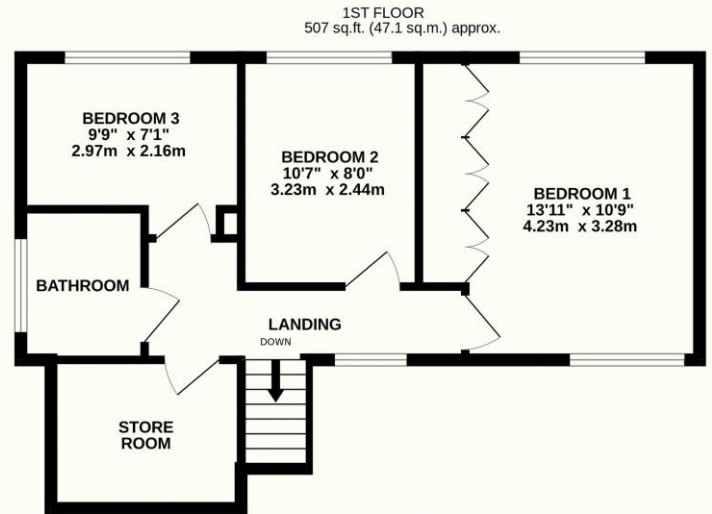 1ST FLOOR
507 sq.ft. (47.1 sq.m.) approx.
BEDROOM 3
9'9" x 7'1"
2.97m x 2.16m
BEDROOM 2
10'7" x 8'0"
3.23m x 2.44m
BEDROOM 1
13'11" x 10'9"
4.23m x 3.28m
BATHROOM
LANDING
DOWN
STORE
ROOM